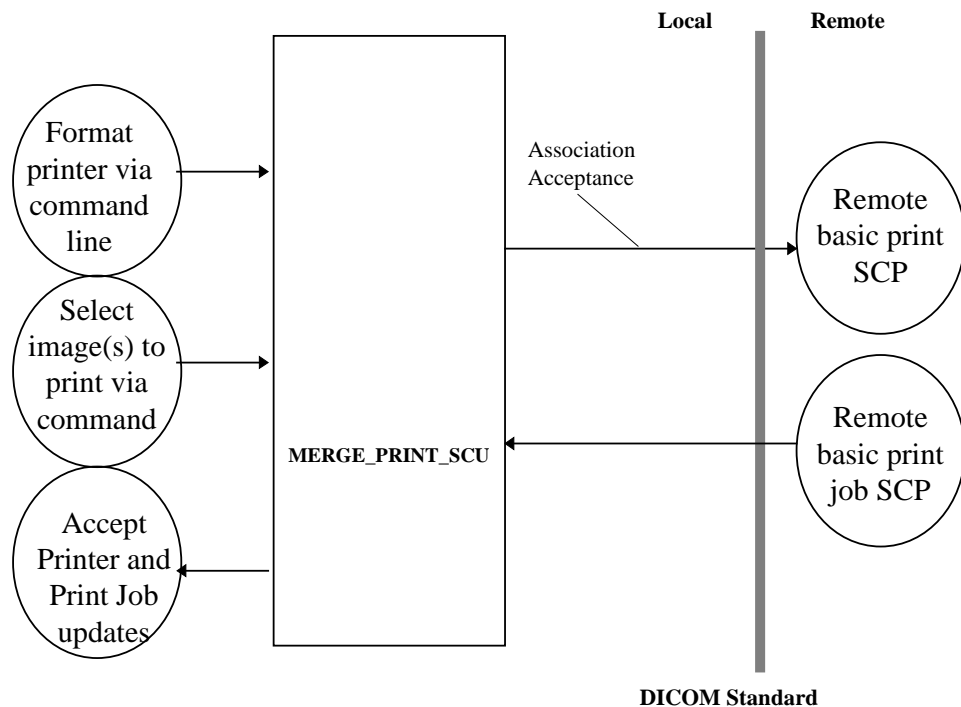 Local
Remote
Format
printer via
command
line
Association
Acceptance
Remote
basic print
SCP
Select
image(s) to
print via
command
MERGE_PRINT_SCU
Remote
basic print
job SCP
Accept
Printer and
Print Job
updates
DICOM Standard